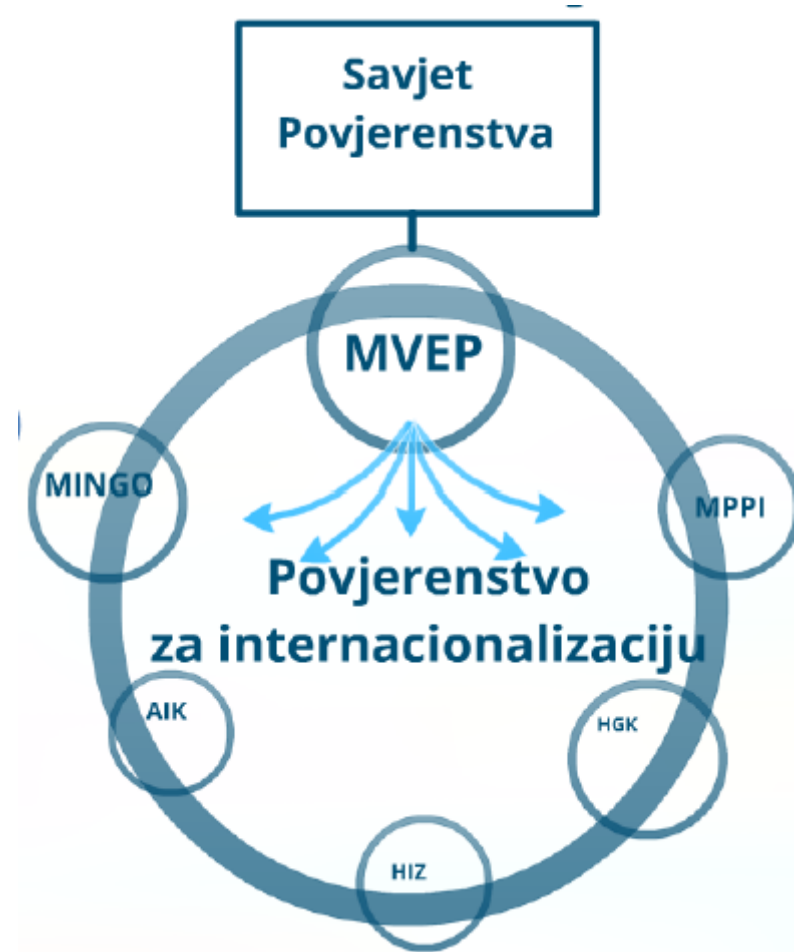 Savjet
Povjerenstva
MVEP
MINGO
MPPI
Povjerenstvo
za internacionalizaciju
AIK
HGK
HIZ